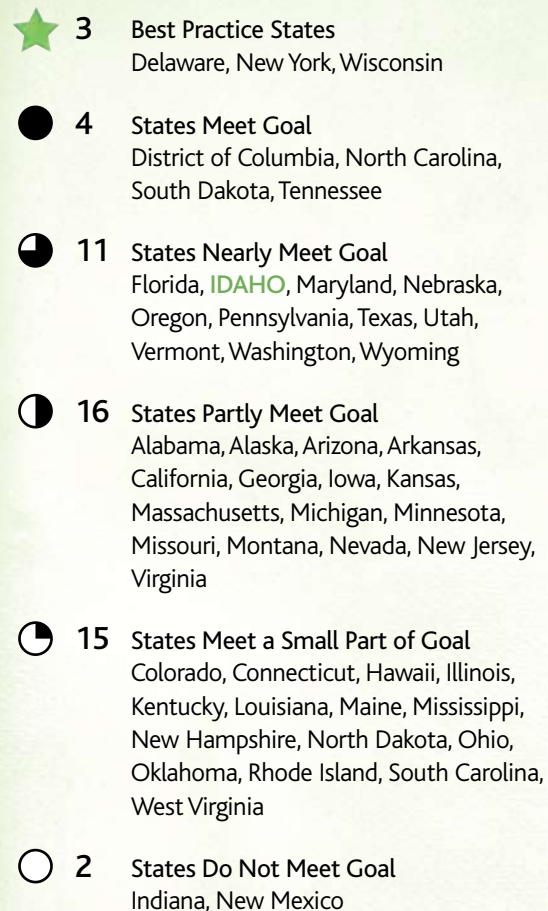 3 Best Practice States
Delaware, New York, Wisconsin
4 States Meet Goal
District of Columbia, North Carolina,
South Dakota, Tennessee
11 States Nearly Meet Goal
Florida, IDAHO, Maryland, Nebraska,
Oregon, Pennsylvania, Texas, Utah,
Vermont, Washington, Wyoming
16 States Partly Meet Goal
Alabama, Alaska, Arizona, Arkansas,
California, Georgia, Iowa, Kansas,
Massachusetts, Michigan, Minnesota,
Missouri, Montana, Nevada, New Jersey,
Virginia
15 States Meet a Small Part of Goal
Colorado, Connecticut, Hawaii, Illinois,
Kentucky, Louisiana, Maine, Mississippi,
New Hampshire, North Dakota, Ohio,
Oklahoma, Rhode Island, South Carolina,
West Virginia
2 States Do Not Meet Goal
Indiana, New Mexico